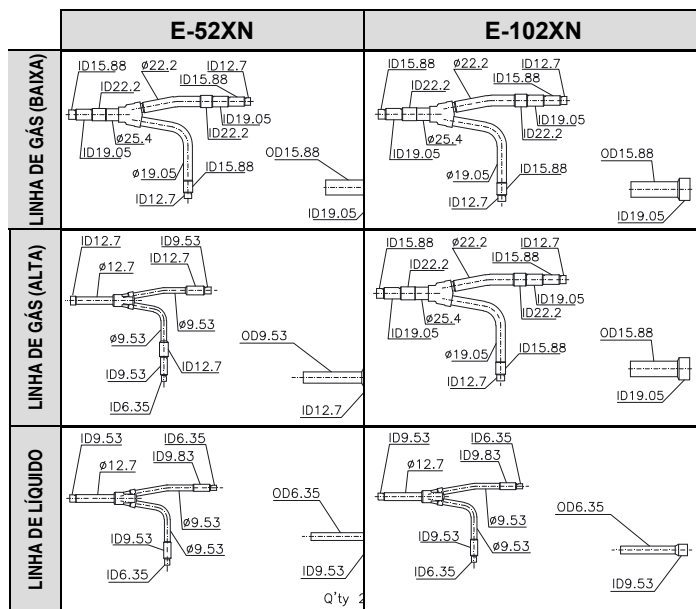 E-52XN
E-102XN
LINHA DE GÁS (BAIXA)
ID15.88
ø22.2
ID12.7
ID22.2
ID15.88
ø25.4
ID19.05
ID19.05
ID22.2
ø19.05
ID15.88
ID12.7
ID19.05
OD15.88
ID15.88
ø22.2
ID12.7
ID22.2
ID15.88
ø25.4
ID19.05
ID19.05
ID22.2
ø19.05
ID15.88
ID12.7
OD15.88
ID19.05
LINHA DE GÁS (ALTA)
ID12.7
ID9.53
ø12.7
ID12.7
ø9.53
ø9.53
ID12.7
ID9.53
ID6.35
OD9.53
ID12.7
ID15.88
ø22.2
ID12.7
ID22.2
ID15.88
ø25.4
ID19.05
ID19.05
ID22.2
ø19.05
ID15.88
ID12.7
OD15.88
ID19.05
LINHA DE LÍQUIDO
ID9.53
ID6.35
ø12.7
ID9.83
ø9.53
ID9.53
ø9.53
ID6.35
OD6.35
ID9.53
Q'ty 2
ID9.53
ID6.35
ø12.7
ID9.83
ø9.53
ID9.53
ø9.53
ID6.35
OD6.35
ID9.53